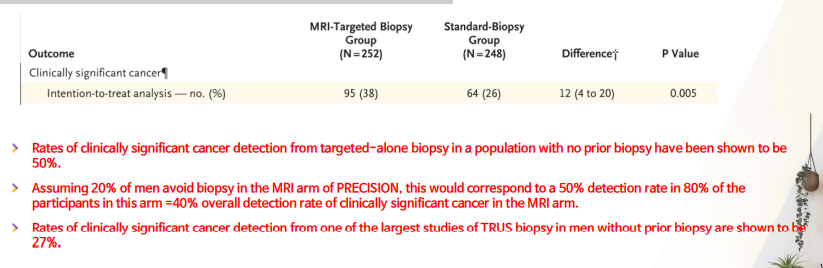 MRI-Targeted Biopsy Standard-Biopsy
Group Group
Outcome (N=252) (N=248) Difference† P Value
Clinically significant cancer¶
Intention-to-treat analysis — no. (%) 95 (38) 64 (26) 12 (4 to 20) 0.005
Rates of clinically significant cancer detection from targeted-alone biopsy in a population with no prior biopsy have been shown to be
50%.
Assuming 20% of men avoid biopsy in the MRI arm of PRECISION, this would correspond to a 50% detection rate in 80% of the
participants in this arm =40% overall detection rate of clinically significant cancer in the MRI arm.
Rates of clinically significant cancer detection from one of the largest studies of TRUS biopsy in men without prior biopsy are shown to be
27%.